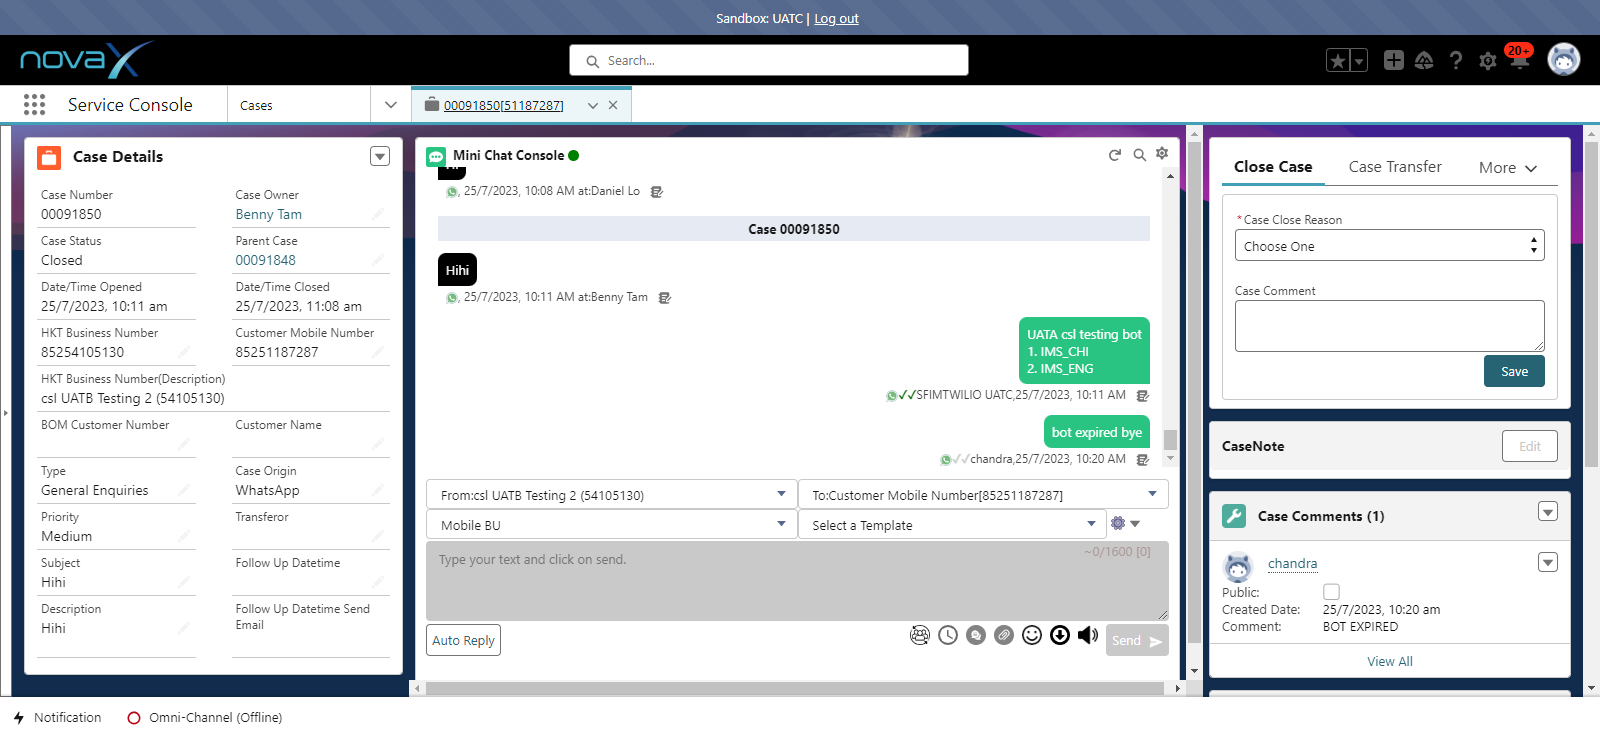 Sandbox: UATC | Log out
novaX
Search...
20+
Service Console
Cases
00091850[51187287]
Case Details
Case Number
00091850
Case Owner
Benny Tam
Case Status
Closed
Parent Case
00091848
Date/Time Opened
25/7/2023, 10:11 am
Date/Time Closed
25/7/2023, 11:08 am
HKT Business Number
85254105130
Customer Mobile Number
85251187287
HKT Business Number(Description)
csl UATB Testing 2 (54105130)
BOM Customer Number
Customer Name
Type
General Enquiries
Case Origin
WhatsApp
Priority
Medium
Transferor
Subject
Hihi
Follow Up Datetime
Description
Hihi
Follow Up Datetime Send
Email
Mini Chat Console
, 25/7/2023, 10:08 AM at:Daniel Lo
Case 00091850
Hihi
, 25/7/2023, 10:11 AM at:Benny Tam
UATA csl testing bot
1. IMS_CHI
2. IMS_ENG
SFIMTWILIO UATC,25/7/2023, 10:11 AM
bot expired bye
chandra,25/7/2023, 10:20 AM
From:csl UATB Testing 2 (54105130)
To:Customer Mobile Number[85251187287]
Mobile BU
Select a Template
Type your text and click on send.
~0/1600 [0]
Auto Reply
Send
Close Case
Case Transfer
More
*Case Close Reason
Choose One
Case Comment
Save
CaseNote
Edit
Case Comments (1)
chandra
Public:
Created Date: 25/7/2023, 10:20 am
Comment: BOT EXPIRED
View All
Notification
Omni-Channel (Offline)